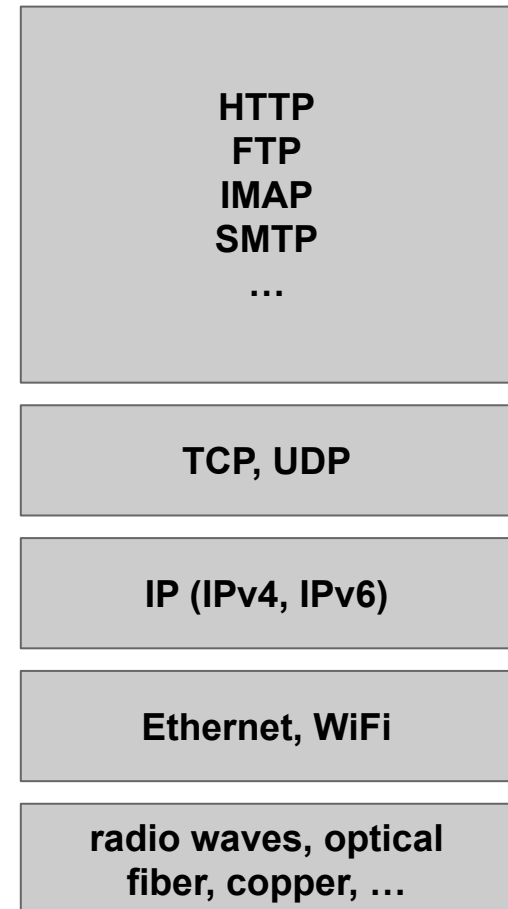 HTTP
FTP
IMAP
SMTP
…
TCP, UDP
IP (IPv4, IPv6)
Ethernet, WiFi
radio waves, optical
fiber, copper, …